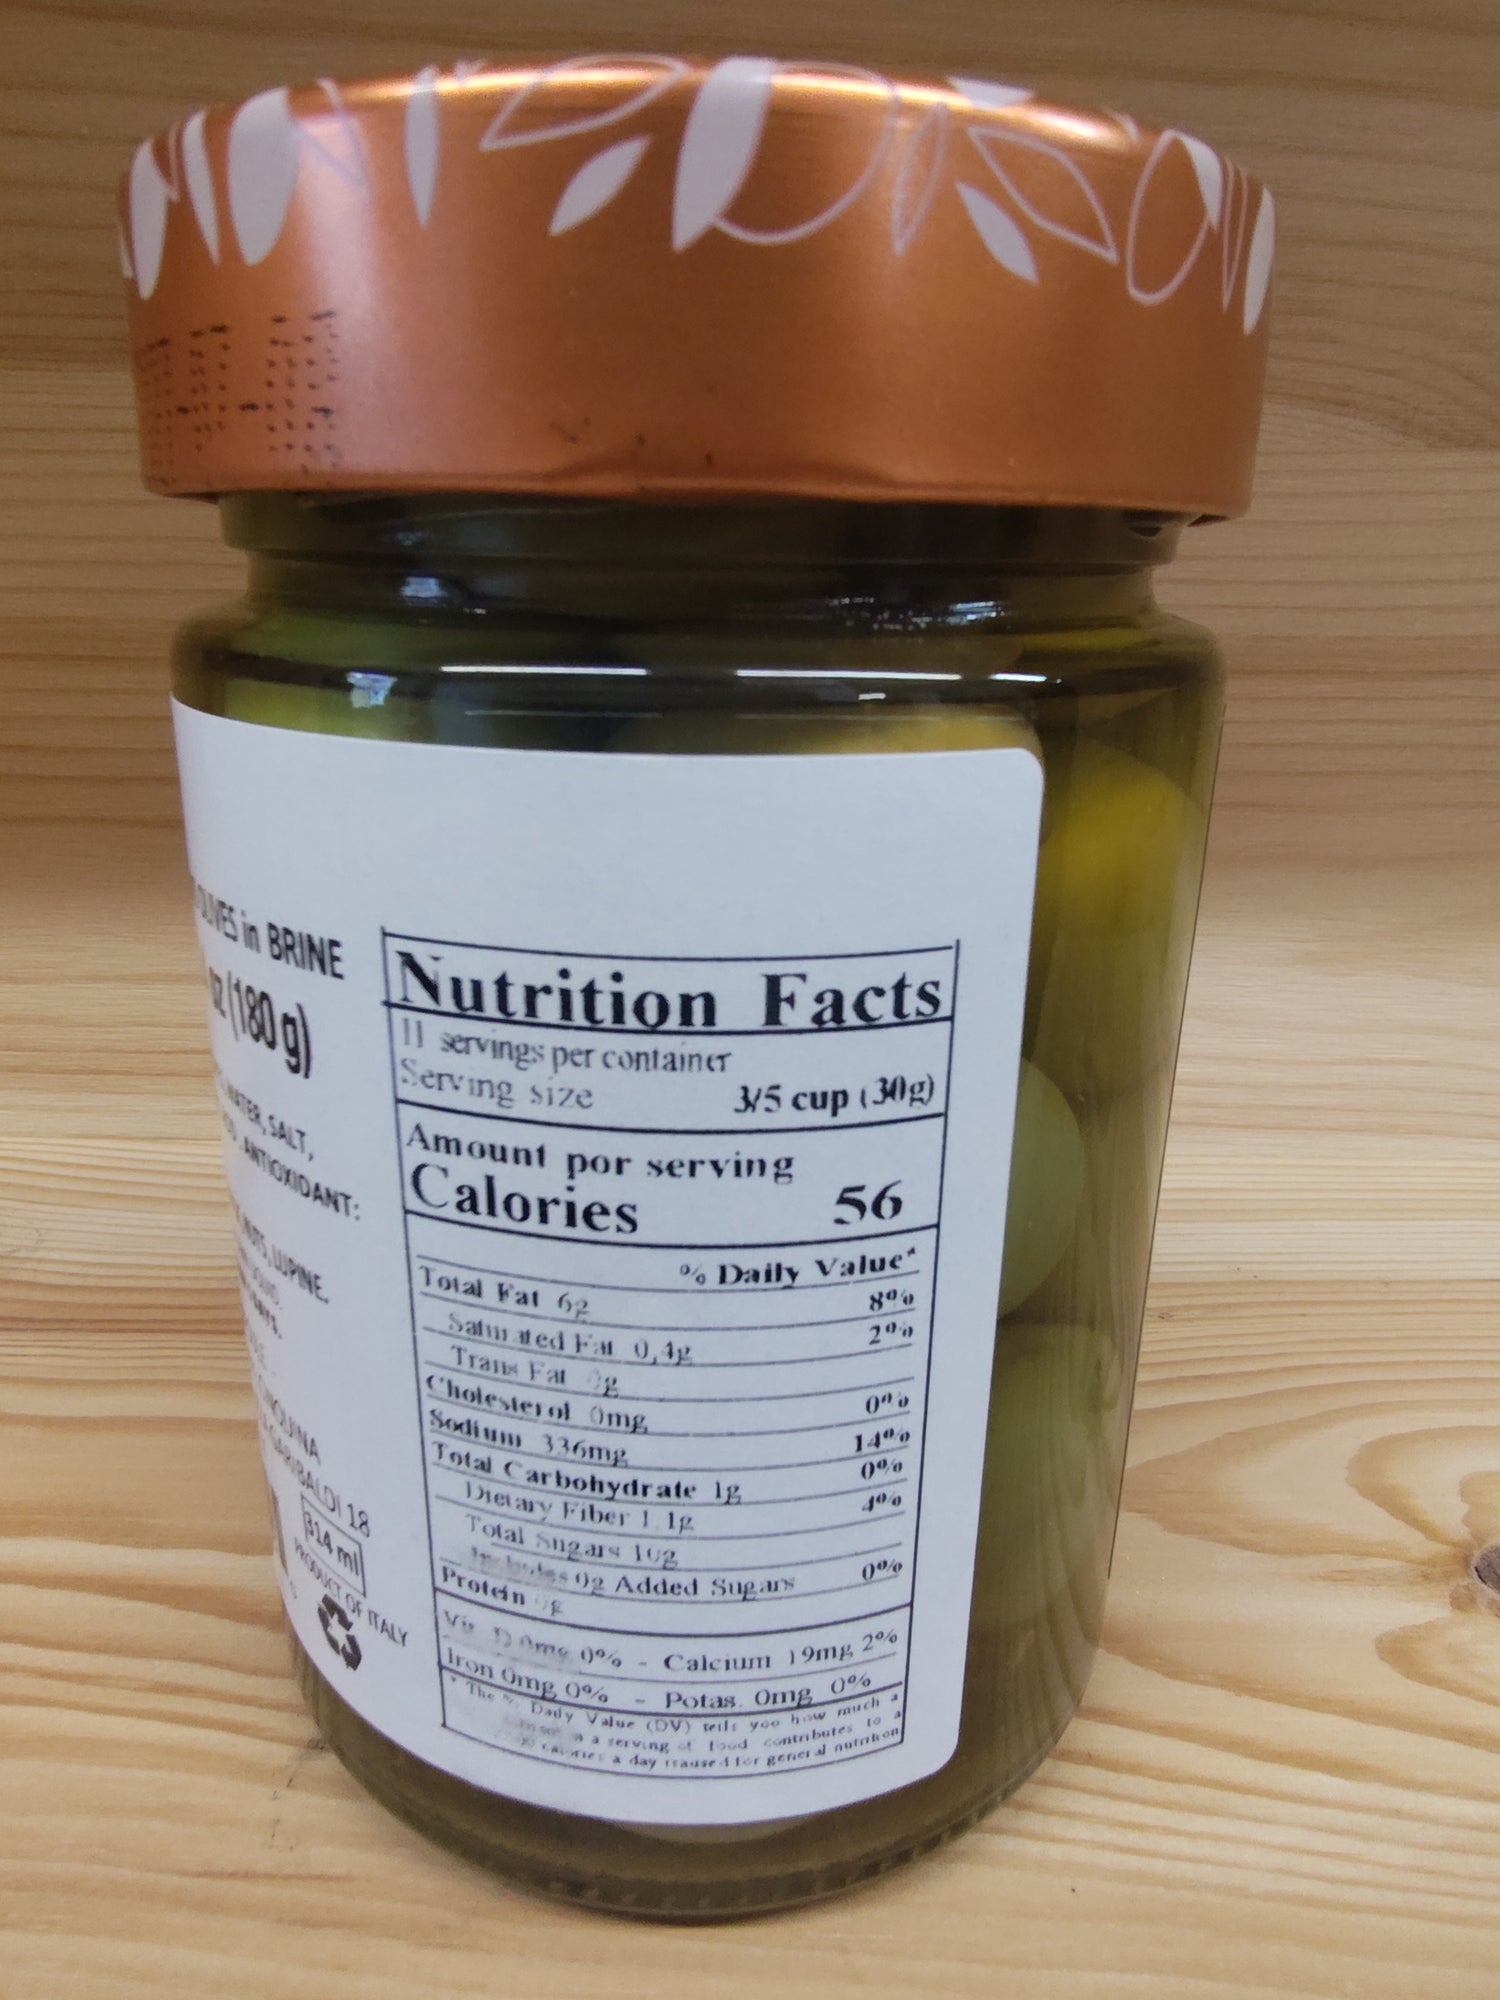 OLIVES in BRINE
oz (180 g)
WATER, SALT,
ANTIOXIDANT:
NUTS, LUPINE.
GARIBALDI 18
314 ml
PRODUCT OF ITALY
Nutrition Facts
11 servings per container
Serving size 3/5 cup (30g)
Amount por serving
Calories 56
% Daily Value*
Total Fat 6g 8%
Saturated Fat 0,4g 2%
Trans Fat 0g
Cholesterol 0mg 0%
Sodium 336mg 14%
Total Carbohydrate 1g 0%
Dietary Fiber 1.1g 4%
Total Sugars
Includes 0g Added Sugars 0%
Protein 0g
Vit. D 0mg 0% - Calcium 19mg 2%
Iron 0mg 0% - Potas. 0mg 0%
* The % Daily Value (DV) tells you how much a
a serving of food contributes to a
calories a day is used for general nutrition